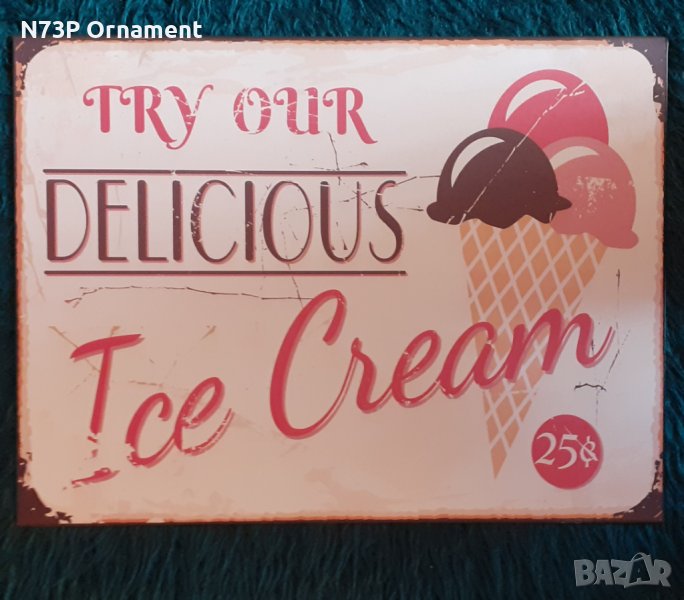 N73P Ornament
TRY OUR
DELICIOUS
Ice Cream
25¢
BAZAR